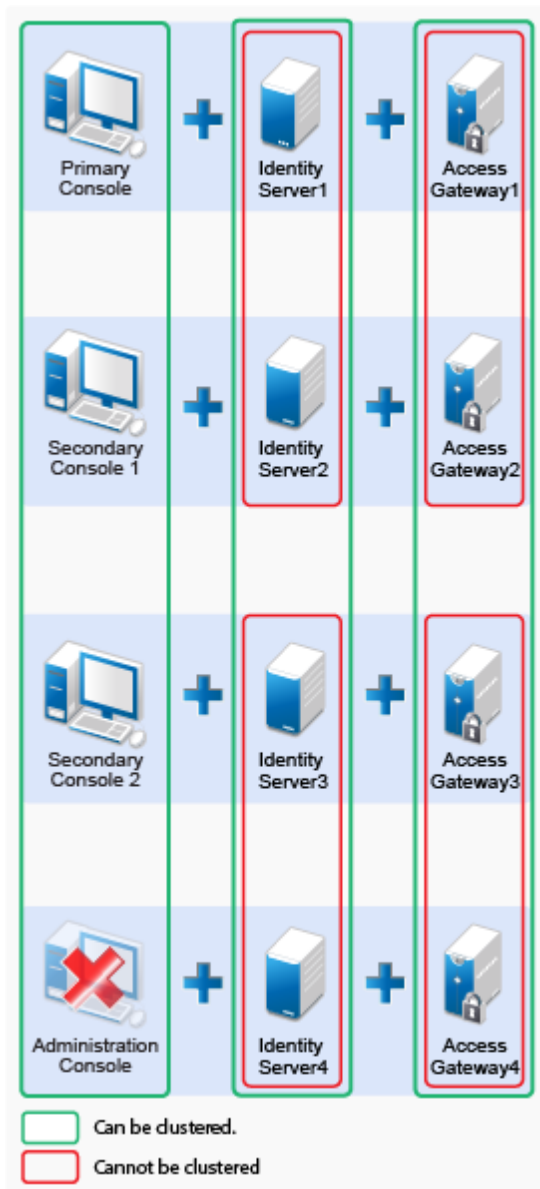 Primary
Console
Identity
Server1
Access
Gateway1
Secondary
Console 1
Identity
Server2
Access
Gateway2
Secondary
Console 2
Identity
Server3
Access
Gateway3
Administration
Console
Identity
Server4
Access
Gateway4
Can be clustered.
Cannot be clustered